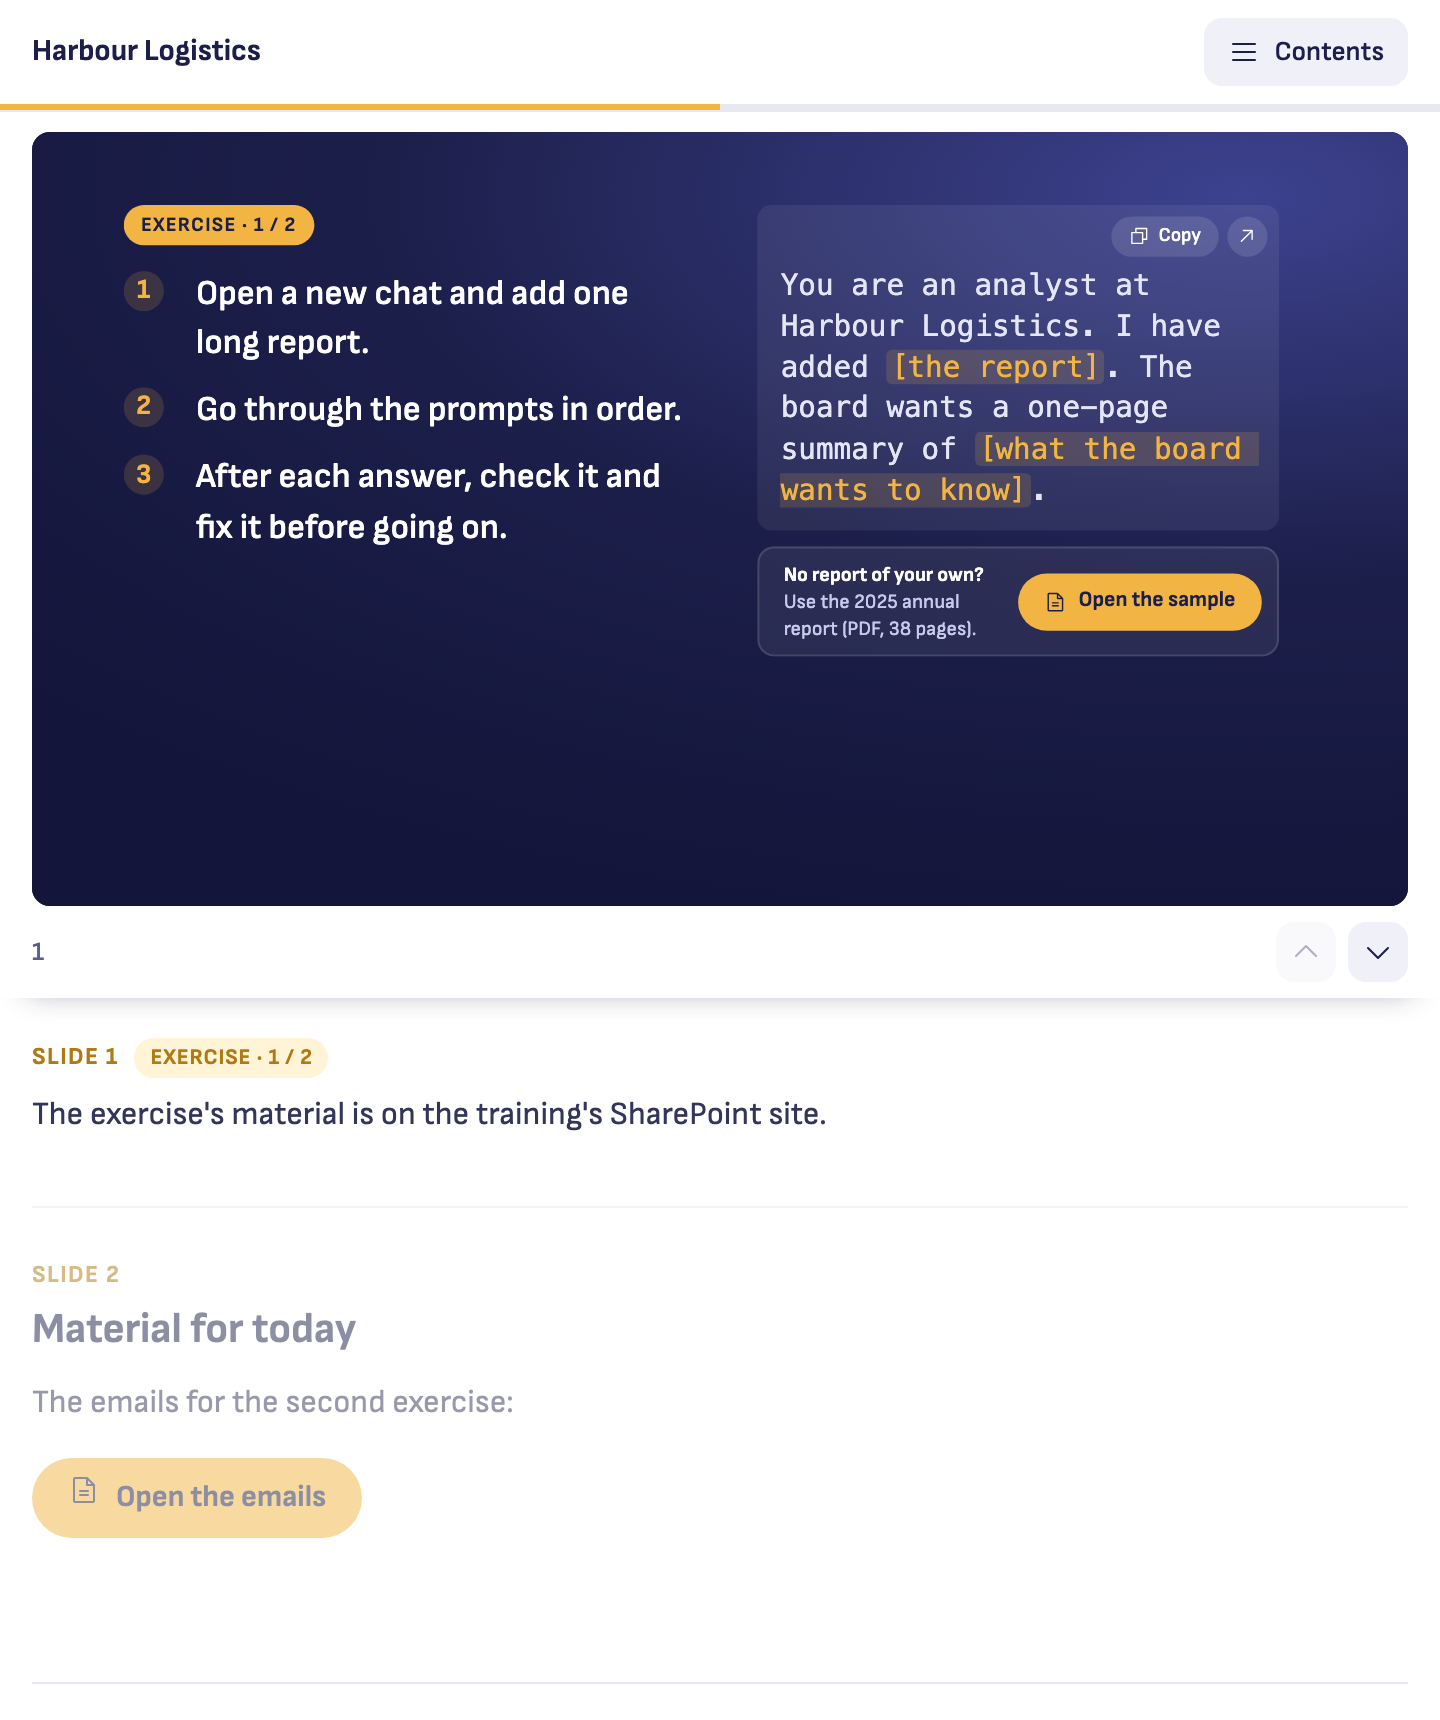 Harbour Logistics
Contents
EXERCISE · 1 / 2
1 Open a new chat and add one
long report.
2 Go through the prompts in order.
3 After each answer, check it and
fix it before going on.
Copy
You are an analyst at
Harbour Logistics. I have
added [the report]. The
board wants a one-page
summary of [what the board
wants to know].
No report of your own?
Use the 2025 annual
report (PDF, 38 pages).
Open the sample
1
SLIDE 1 EXERCISE · 1 / 2
The exercise's material is on the training's SharePoint site.
SLIDE 2
Material for today
The emails for the second exercise:
Open the emails